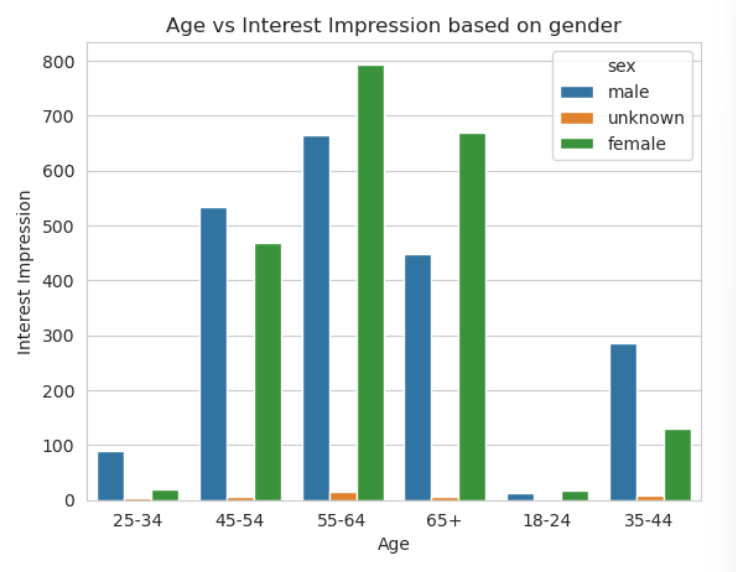 Age vs Interest Impression based on gender
sex
male
unknown
female
Interest Impression
800
700
600
500
400
300
200
100
0
25-34 45-54 55-64 65+ 18-24 35-44
Age